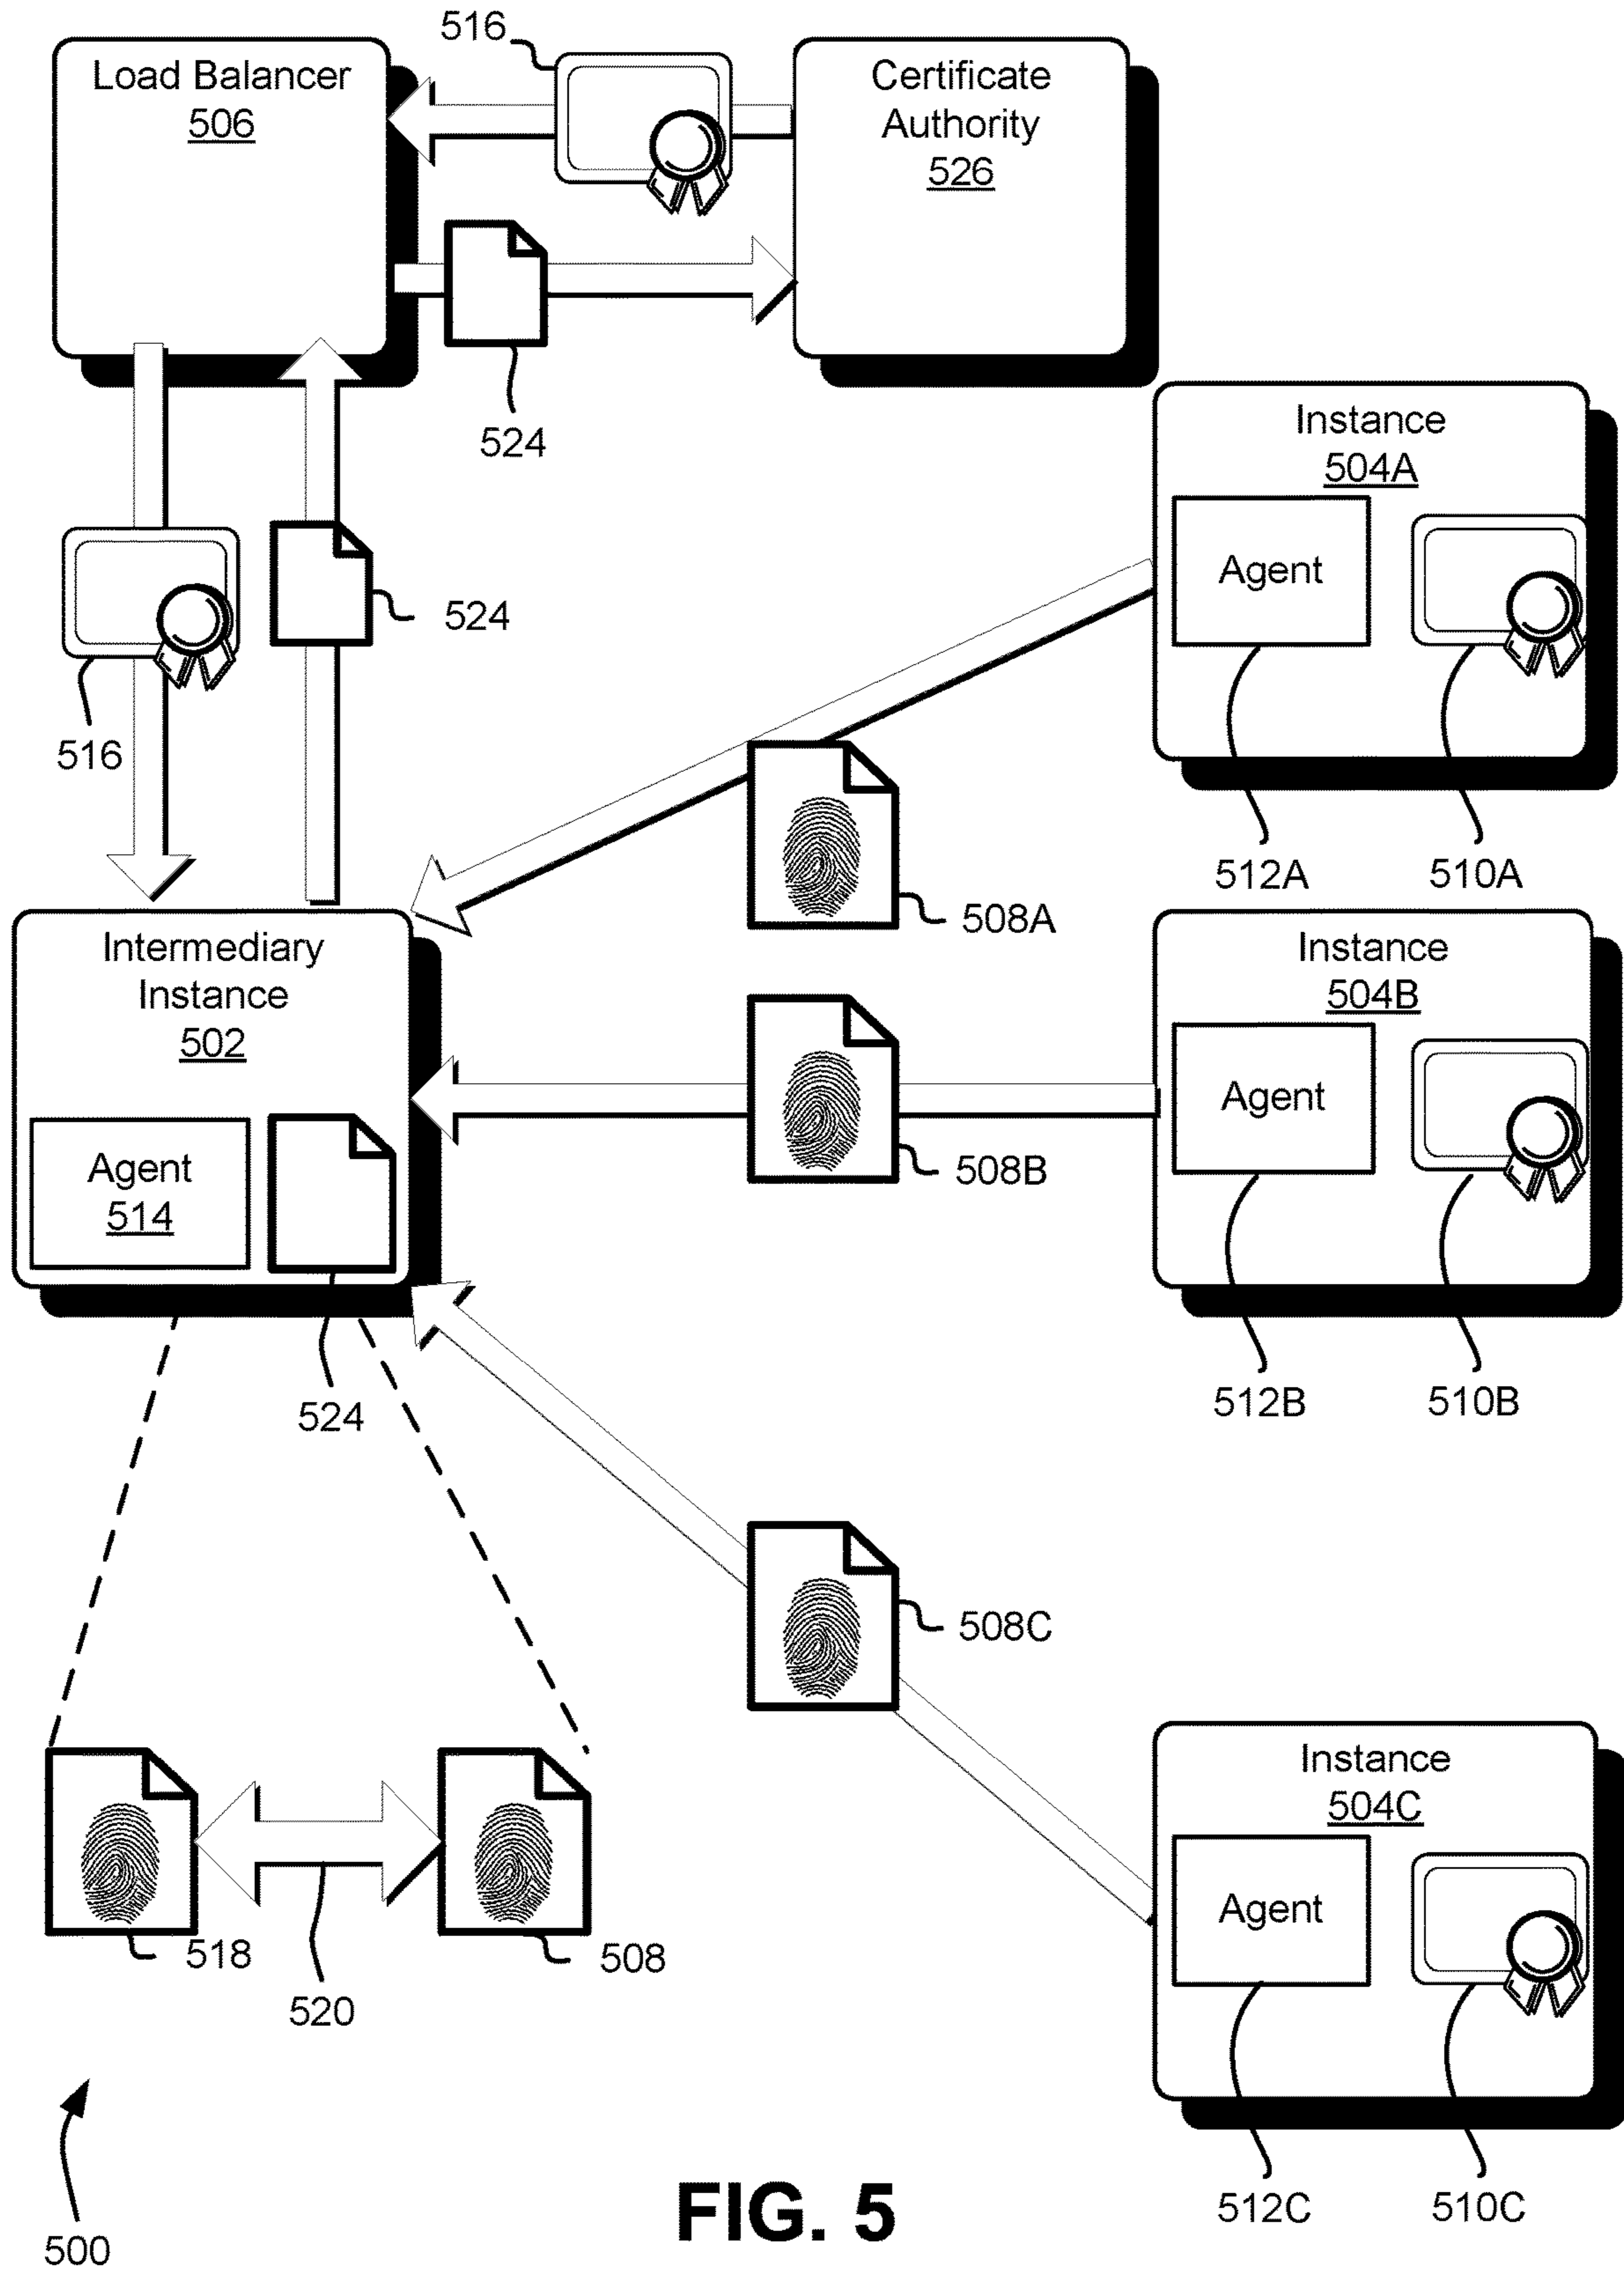 516
Load Balancer
506
Certificate
Authority
526
524
Instance
504A
Agent
524
516
512A
510A
508A
Intermediary
Instance
502
Instance
504B
Agent
508B
Agent
514
512B
510B
524
508C
Instance
504C
Agent
518
508
520
512C
510C
500
FIG. 5